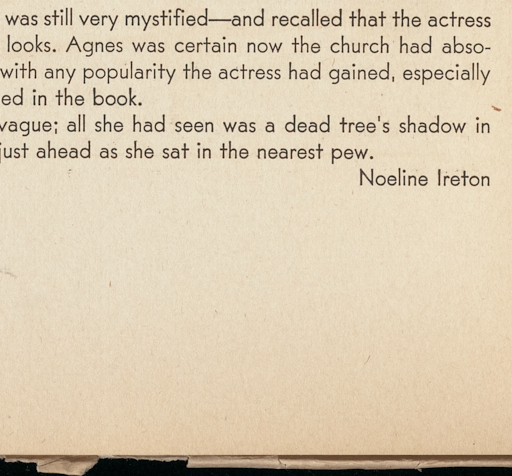 was still very mystified—and recalled that the actress
looks. Agnes was certain now the church had abso-
with any popularity the actress had gained, especially
ed in the book.
vague; all she had seen was a dead tree's shadow in
just ahead as she sat in the nearest pew.
Noeline Ireton